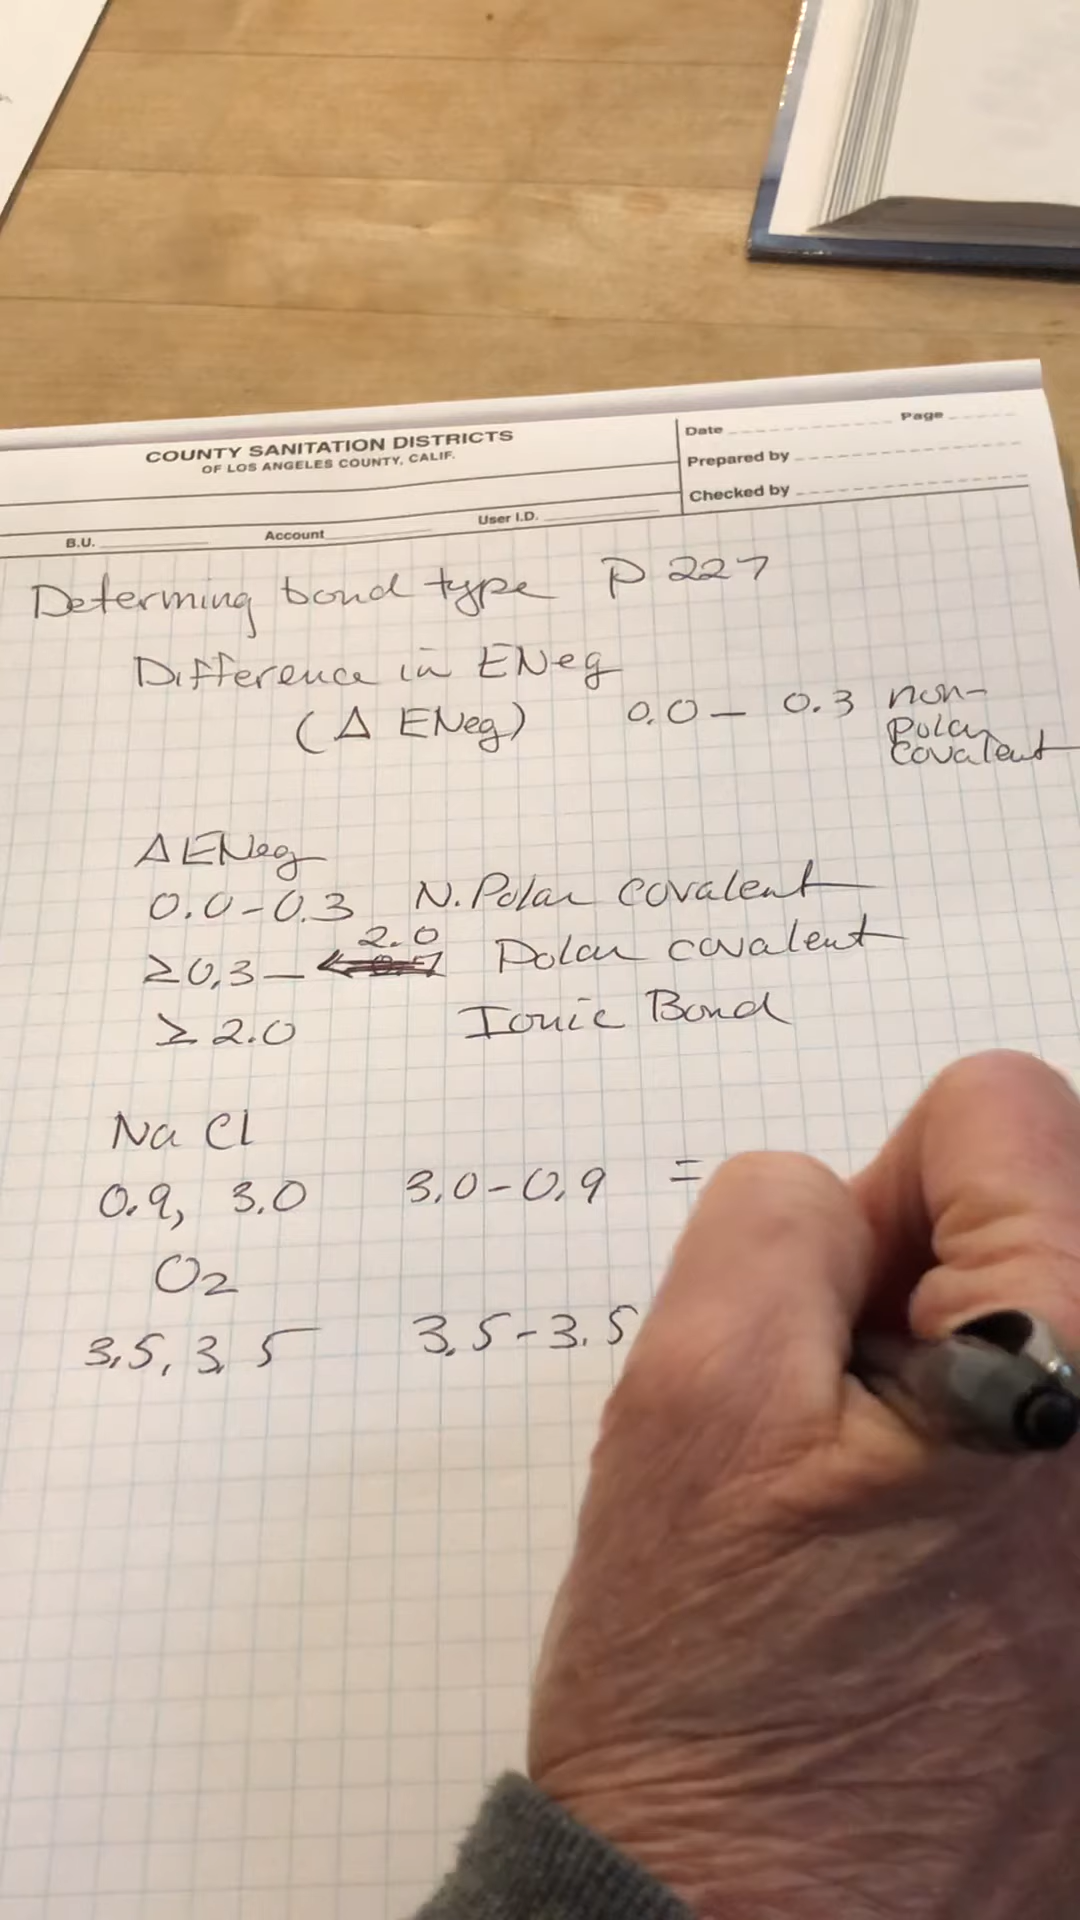 COUNTY SANITATION DISTRICTS
OF LOS ANGELES COUNTY, CALIF.
Date
Page
Prepared by
Checked by
B.U.
Account
User I.D.
Determing bond type P 227
Difference in ENeg
(Δ ENeg) 0.0 - 0.3 non-
polar
covalent
Δ ENeg
0.0-0.3 N. Polar covalent
2.0
≥0.3- Polar covalent
≥ 2.0 Ionic Bond
Na Cl
0.9, 3.0 3.0-0.9 =
O2
3.5, 3.5 3.5-3.5